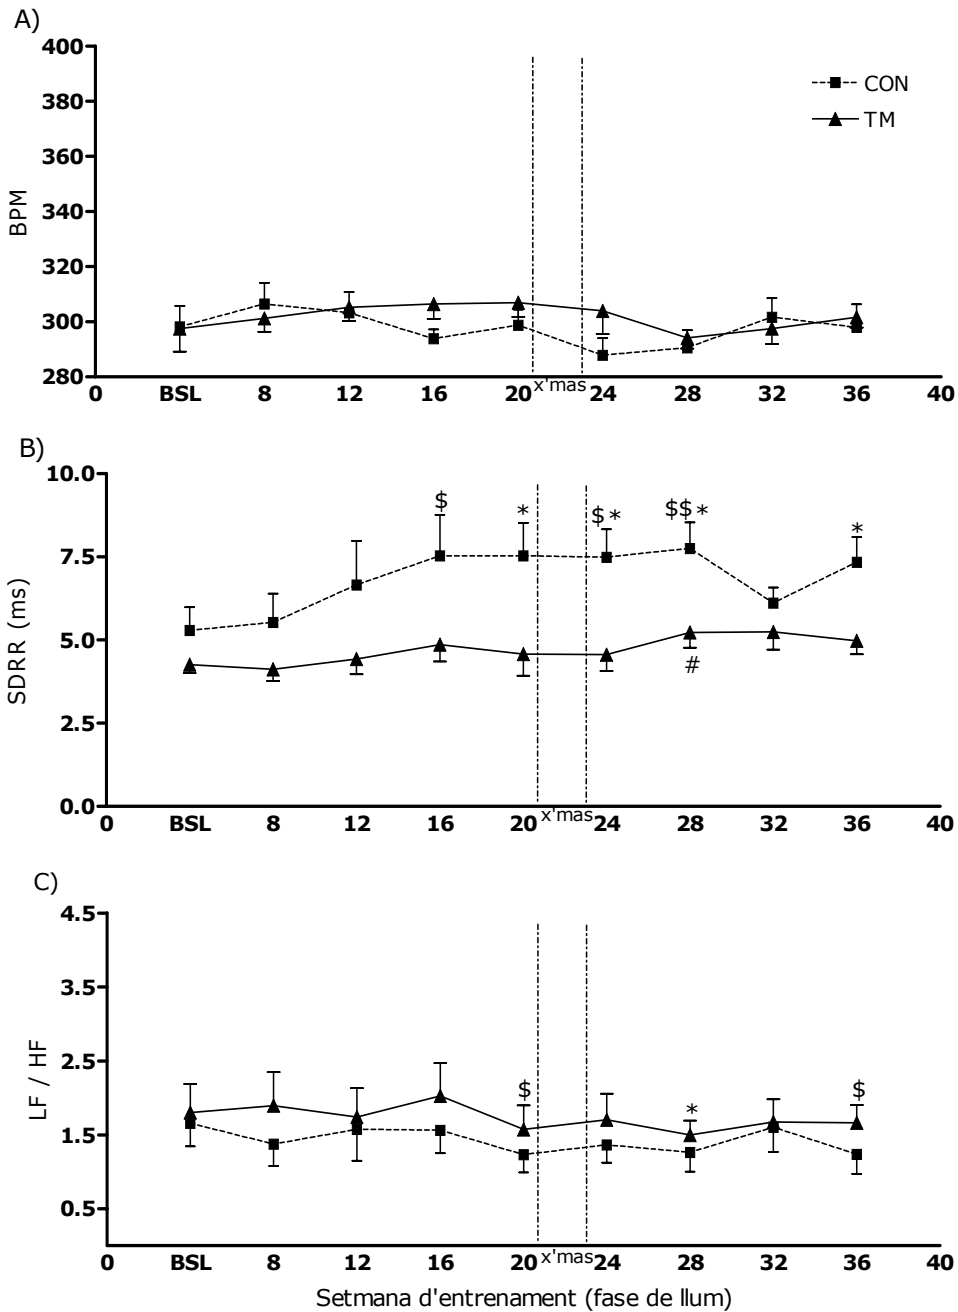 A)
400
380
360
340
320
300
280
BPM
CON
TM
0 BSL 8 12 16 20 x'mas 24 28 32 36 40
B)
10.0
7.5
5.0
2.5
0.0
SDRR (ms)
$ * $ * $$ * *
#
0 BSL 8 12 16 20 x'mas 24 28 32 36 40
C)
4.5
3.5
2.5
1.5
0.5
LF / HF
$ * $
0 BSL 8 12 16 20 x'mas 24 28 32 36 40
Setmana d'entrenament (fase de llum)